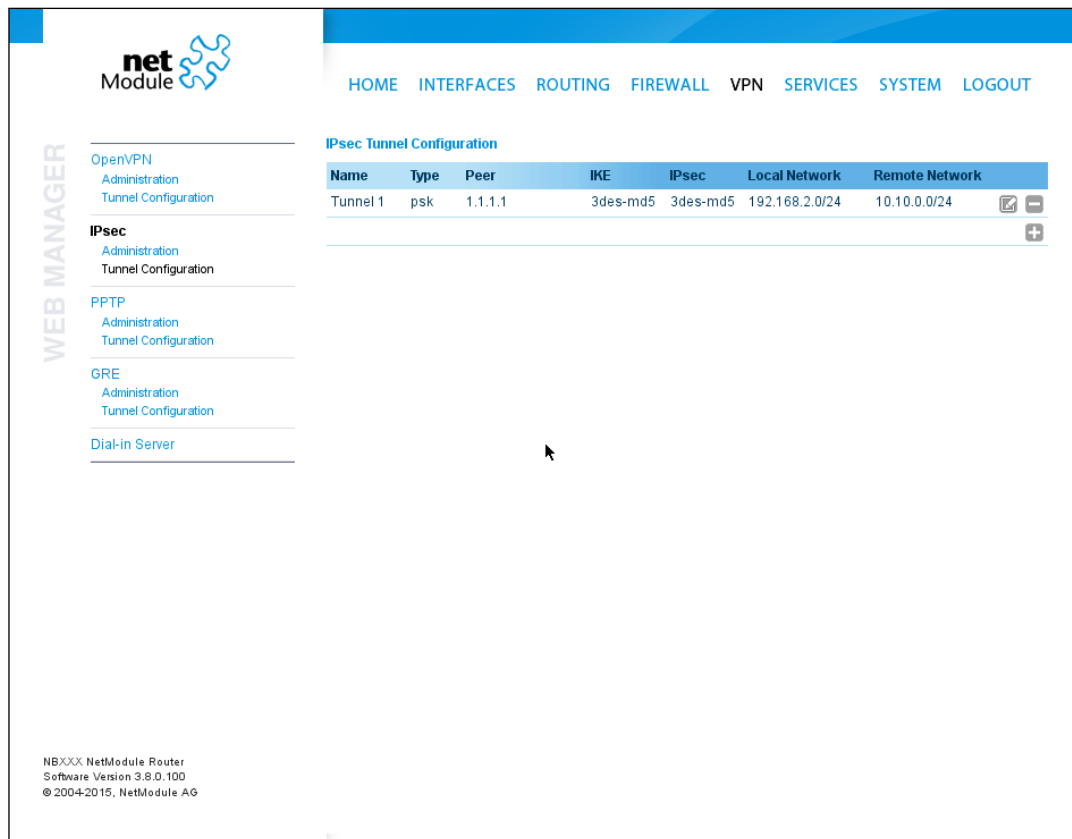 net
Module
HOME INTERFACES ROUTING FIREWALL VPN SERVICES SYSTEM LOGOUT
WEB MANAGER
OpenVPN
Administration
Tunnel Configuration
IPsec
Administration
Tunnel Configuration
PPTP
Administration
Tunnel Configuration
GRE
Administration
Tunnel Configuration
Dial-in Server
IPsec Tunnel Configuration
Name Type Peer IKE IPsec Local Network Remote Network
Tunnel 1 psk 1.1.1.1 3des-md5 3des-md5 192.168.2.0/24 10.10.0.0/24
NBXXX NetModule Router
Software Version 3.8.0.100
© 2004-2015, NetModule AG